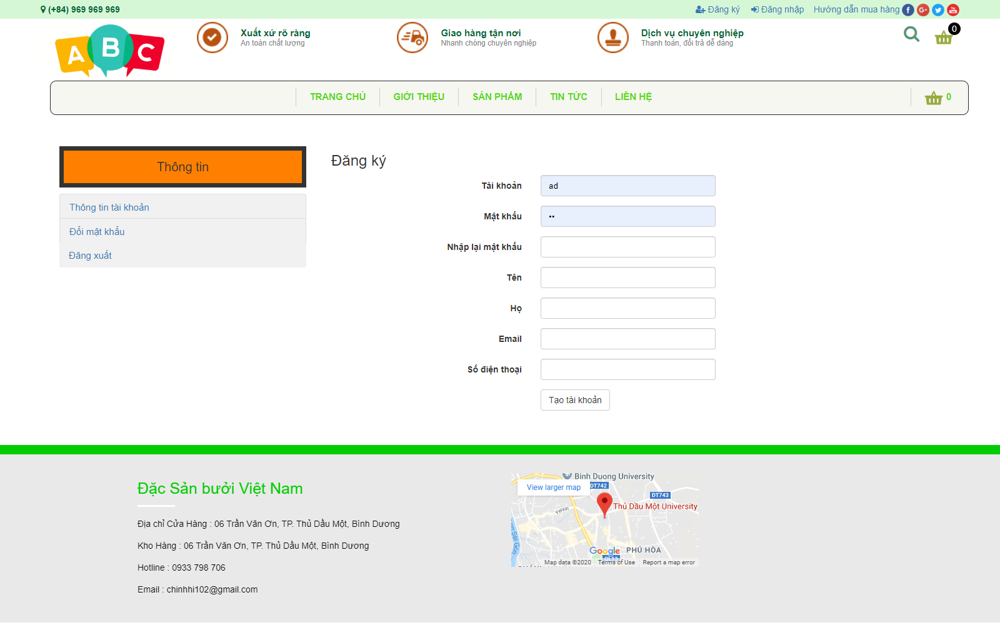 (+84) 969 969 969
Đăng ký Đăng nhập Hướng dẫn mua hàng
ABC
Xuất xứ rõ ràng
An toàn chất lượng
Giao hàng tận nơi
Nhanh chóng chuyên nghiệp
Dịch vụ chuyên nghiệp
Thanh toán, đổi trả dễ dàng
0
TRANG CHỦ GIỚI THIỆU SẢN PHẨM TIN TỨC LIÊN HỆ 0
Thông tin
Thông tin tài khoản
Đổi mật khẩu
Đăng xuất
Đăng ký
Tài khoản ad
Mật khẩu ••
Nhập lại mật khẩu
Tên
Họ
Email
Số điện thoại
Tạo tài khoản
Đặc Sản bưởi Việt Nam
Địa chỉ Cửa Hàng : 06 Trần Văn Ơn, TP. Thủ Dầu Một, Bình Dương
Kho Hàng : 06 Trần Văn Ơn, TP. Thủ Dầu Một, Bình Dương
Hotline : 0933 798 706
Email : chinhhi102@gmail.com
Binh Duong University
View larger map
DT742
DT743
Thủ Dầu Một University
Yersin
Sài Gòn
Google
PHÚ HÒA
Map data ©2020 Terms of Use Report a map error